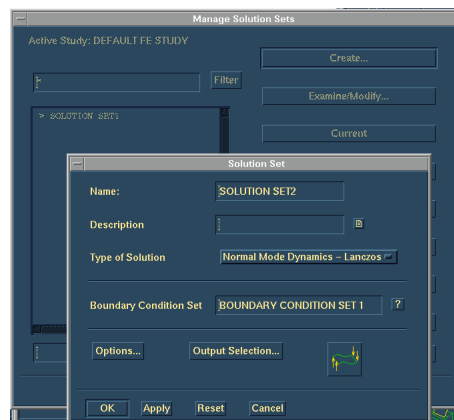 Manage Solution Sets
Active Study: DEFAULT FE STUDY
Create...
Filter
Examine/Modify...
> SOLUTION SET1
Current
Solution Set
Name: SOLUTION SET2
Description
Type of Solution Normal Mode Dynamics – Lanczos
Boundary Condition Set BOUNDARY CONDITION SET 1 ?
Options... Output Selection...
OK Apply Reset Cancel